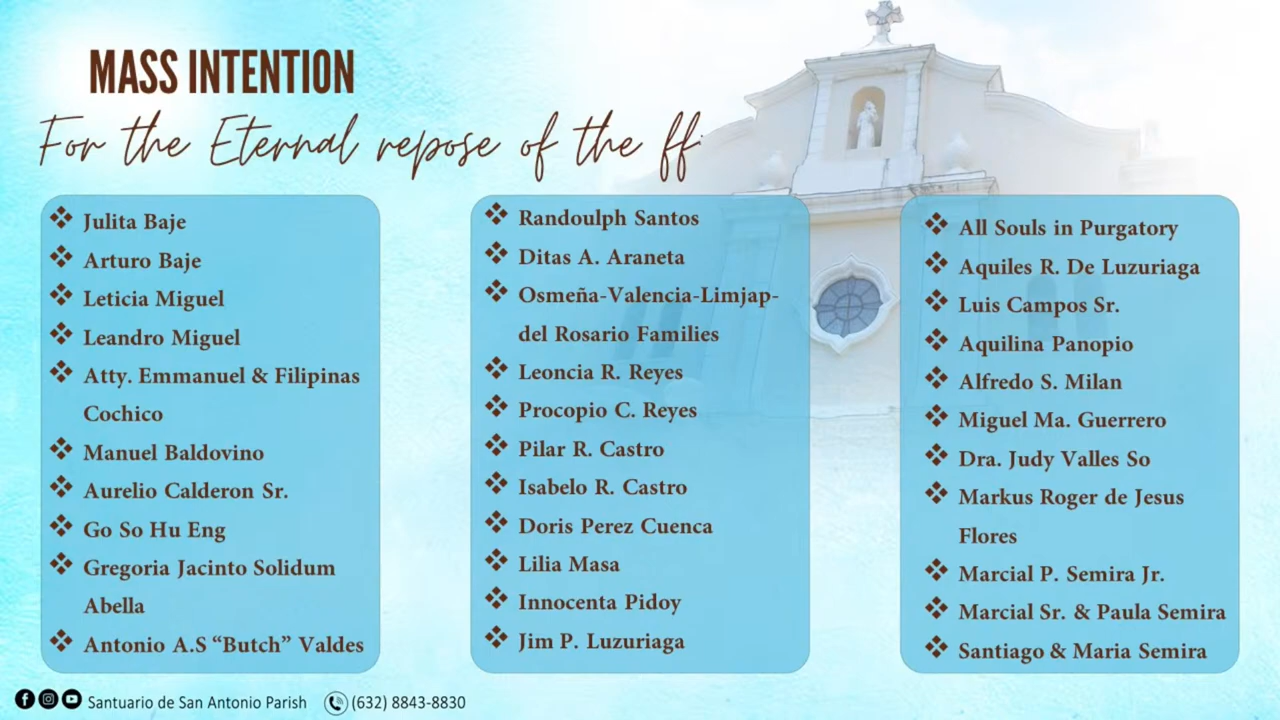 MASS INTENTION
For the Eternal repose of the ff:
Julita Baje
Arturo Baje
Leticia Miguel
Leandro Miguel
Atty. Emmanuel & Filipinas
Cochico
Manuel Baldovino
Aurelio Calderon Sr.
Go So Hu Eng
Gregoria Jacinto Solidum
Abella
Antonio A.S “Butch” Valdes
Randoulph Santos
Ditas A. Araneta
Osmeña-Valencia-Limjap-
del Rosario Families
Leoncia R. Reyes
Procopio C. Reyes
Pilar R. Castro
Isabelo R. Castro
Doris Perez Cuenca
Lilia Masa
Innocenta Pidoy
Jim P. Luzuriaga
All Souls in Purgatory
Aquiles R. De Luzuriaga
Luis Campos Sr.
Aquilina Panopio
Alfredo S. Milan
Miguel Ma. Guerrero
Dra. Judy Valles So
Markus Roger de Jesus
Flores
Marcial P. Semira Jr.
Marcial Sr. & Paula Semira
Santiago & Maria Semira
Santuario de San Antonio Parish (632) 8843-8830